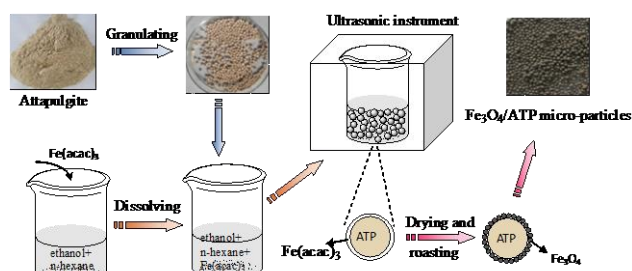 Granulating
Attapulgite
Ultrasonic instrument
Fe₃O₄/ATP micro-particles
Fe(acac)₃
Dissolving
ethanol+
n-hexane
ethanol+
n-hexane+
Fe(acac)₃
Fe(acac)₃
ATP
Drying and
roasting
ATP
Fe₃O₄